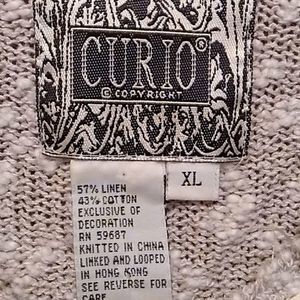 CURIO®
© COPYRIGHT
XL
57% LINEN
43% COTTON
EXCLUSIVE OF
DECORATION
RN 59687
KNITTED IN CHINA
LINKED AND LOOPED
IN HONG KONG
SEE REVERSE FOR
CARE